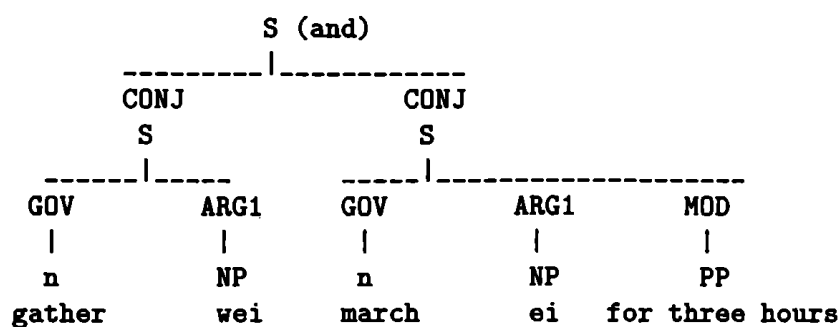 S (and)
CONJ CONJ
S S
GOV ARG1 GOV ARG1 MOD
n NP n NP PP
gather wei march ei for three hours